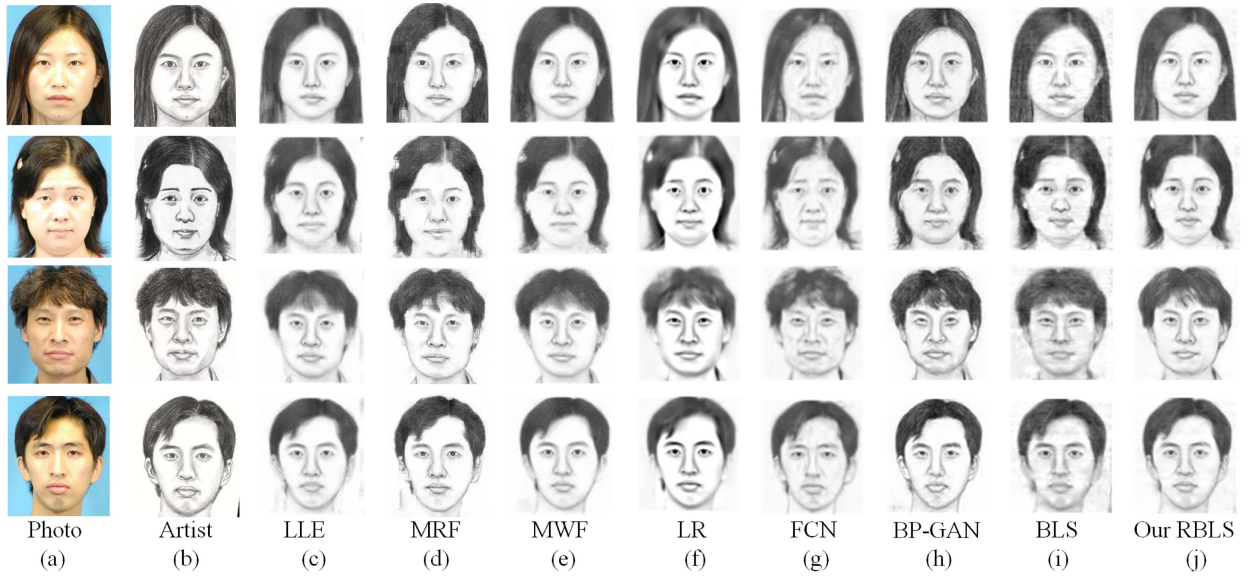 Photo Artist LLE MRF MWF LR FCN BP-GAN BLS Our RBLS
(a) (b) (c) (d) (e) (f) (g) (h) (i) (j)